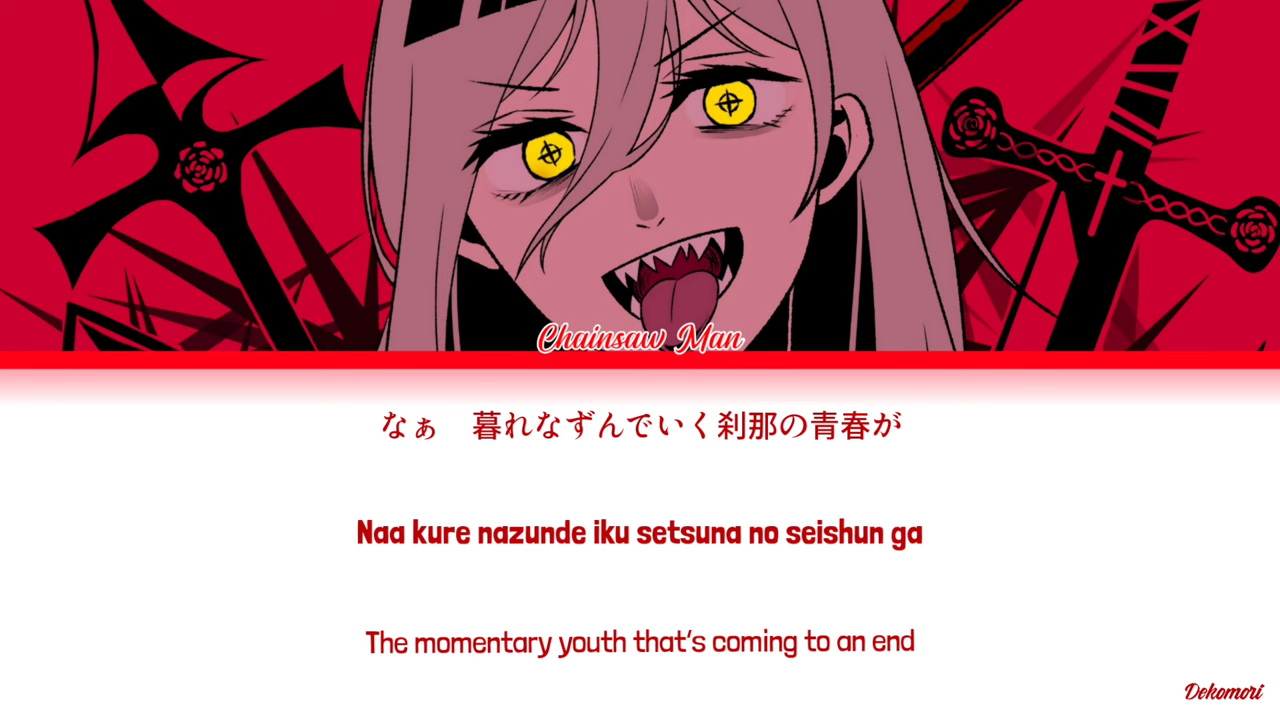 Chainsaw Man
なぁ　暮れなずんでいく刹那の青春が
Naa kure nazunde iku setsuna no seishun ga
The momentary youth that's coming to an end
Dekomori